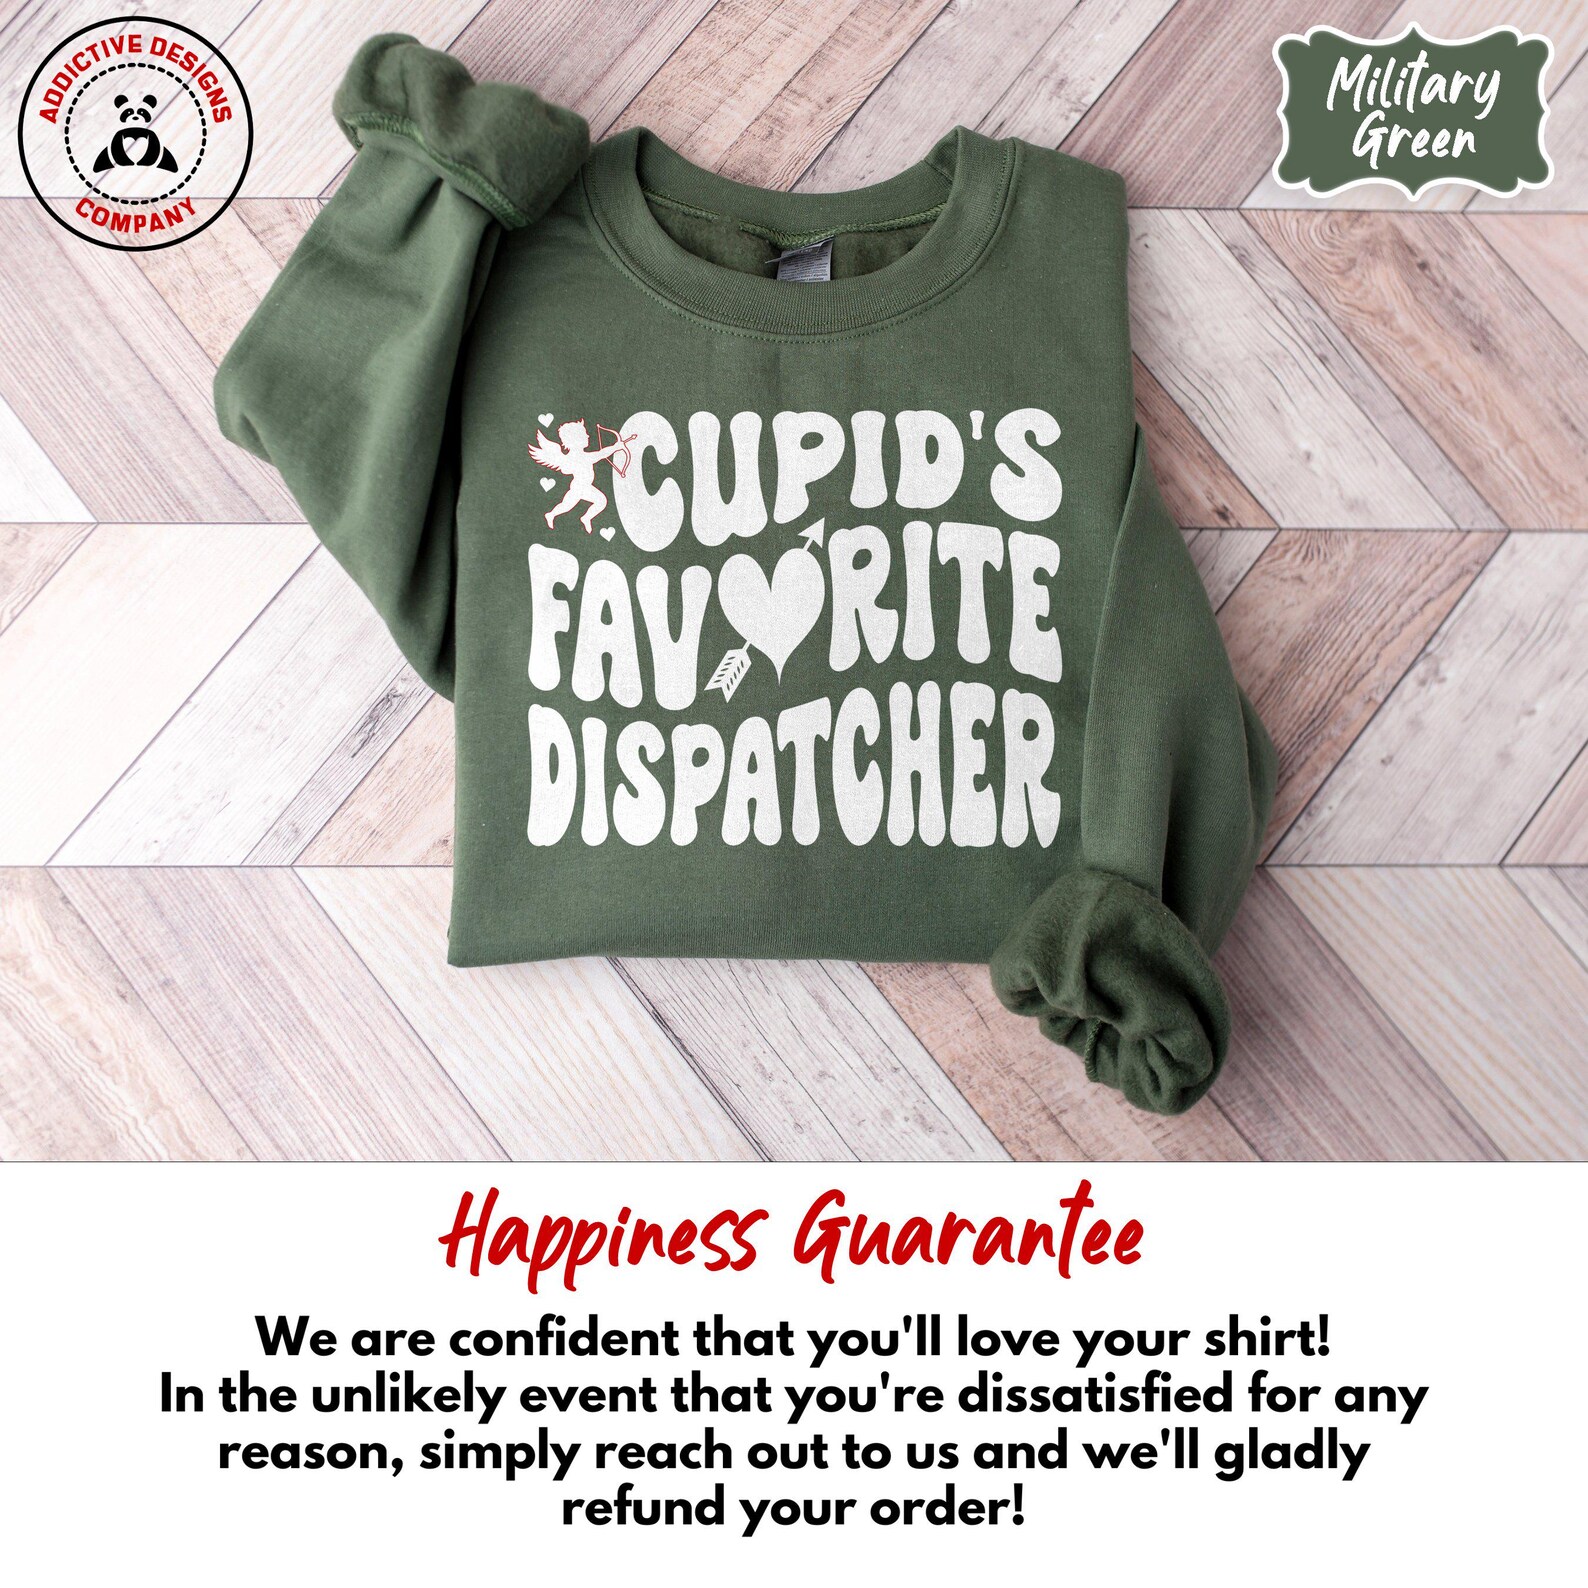 ADDICTIVE DESIGNS
COMPANY
Military
Green
CUPID'S
FAVORITE
DISPATCHER
Happiness Guarantee
We are confident that you'll love your shirt!
In the unlikely event that you're dissatisfied for any
reason, simply reach out to us and we'll gladly
refund your order!